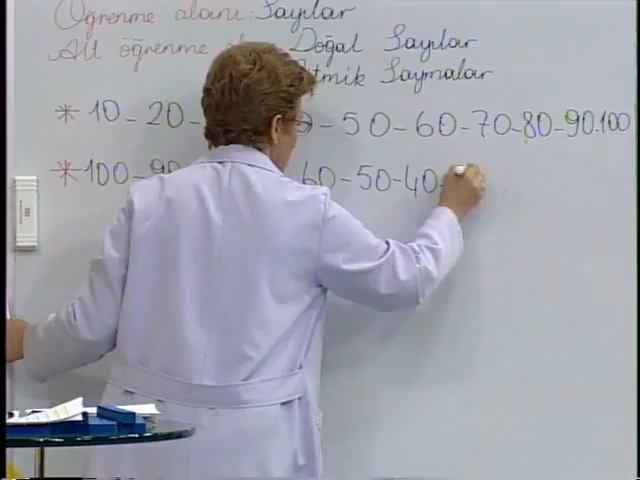 Öğrenme alanı: Sayılar
Alt öğrenme Doğal Sayılar
Saymalar
* 10 - 20 - 50 - 60 - 70 - 80 - 90 - 100
* 100 - 90 60 - 50 - 40 -